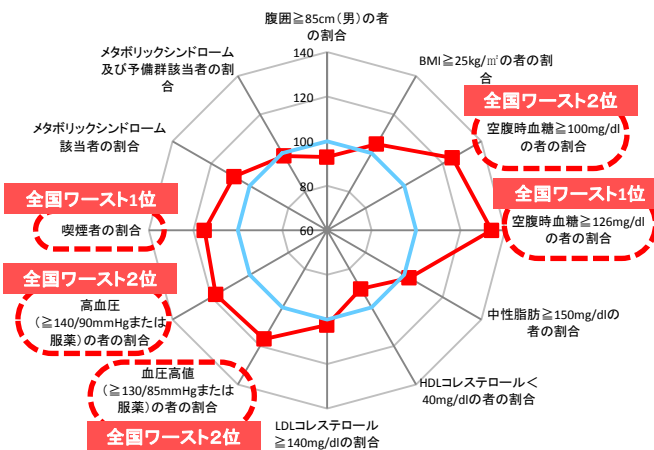 腹囲≧85cm(男)の者
の割合
140
120
100
80
60
BMI≧25kg/㎡の者の割
合
全国ワースト2位
空腹時血糖≧100mg/dl
の者の割合
全国ワースト1位
空腹時血糖≧126mg/dl
の者の割合
中性脂肪≧150mg/dlの
者の割合
HDLコレステロール＜
40mg/dlの者の割合
LDLコレステロール
≧140mg/dlの割合
血圧高値
(≧130/85mmHgまたは
服薬)の者の割合
全国ワースト2位
全国ワースト2位
高血圧
(≧140/90mmHgまたは
服薬)の者の割合
全国ワースト1位
喫煙者の割合
メタボリックシンドローム
該当者の割合
メタボリックシンドローム
及び予備群該当者の割
合